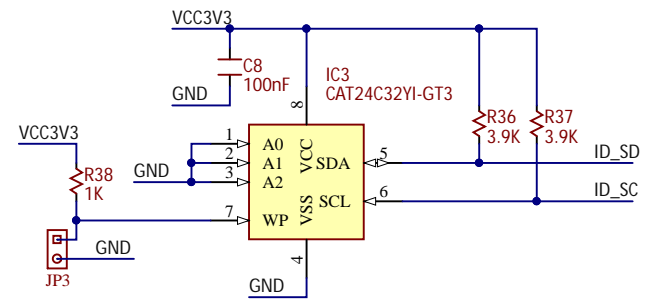 VCC3V3
C8
100nF
GND
IC3
CAT24C32YI-GT3
8
R36
3.9K
R37
3.9K
VCC3V3
R38
1K
GND
1
2
3
7
A0
A1
A2
WP
VCC
SDA
SCL
VSS
5
6
4
ID_SD
ID_SC
GND
JP3
GND